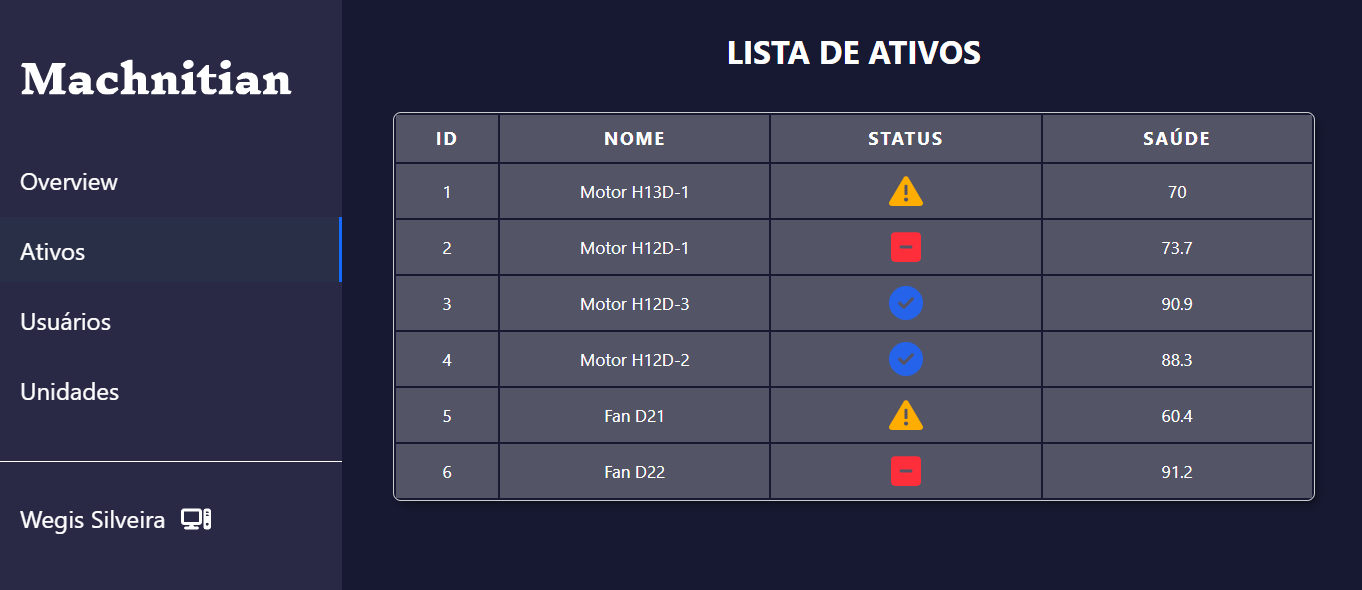 Machnitian
Overview
Ativos
Usuários
Unidades
Wegis Silveira
LISTA DE ATIVOS
ID NOME STATUS SAÚDE
1 Motor H13D-1 70
2 Motor H12D-1 73.7
3 Motor H12D-3 90.9
4 Motor H12D-2 88.3
5 Fan D21 60.4
6 Fan D22 91.2